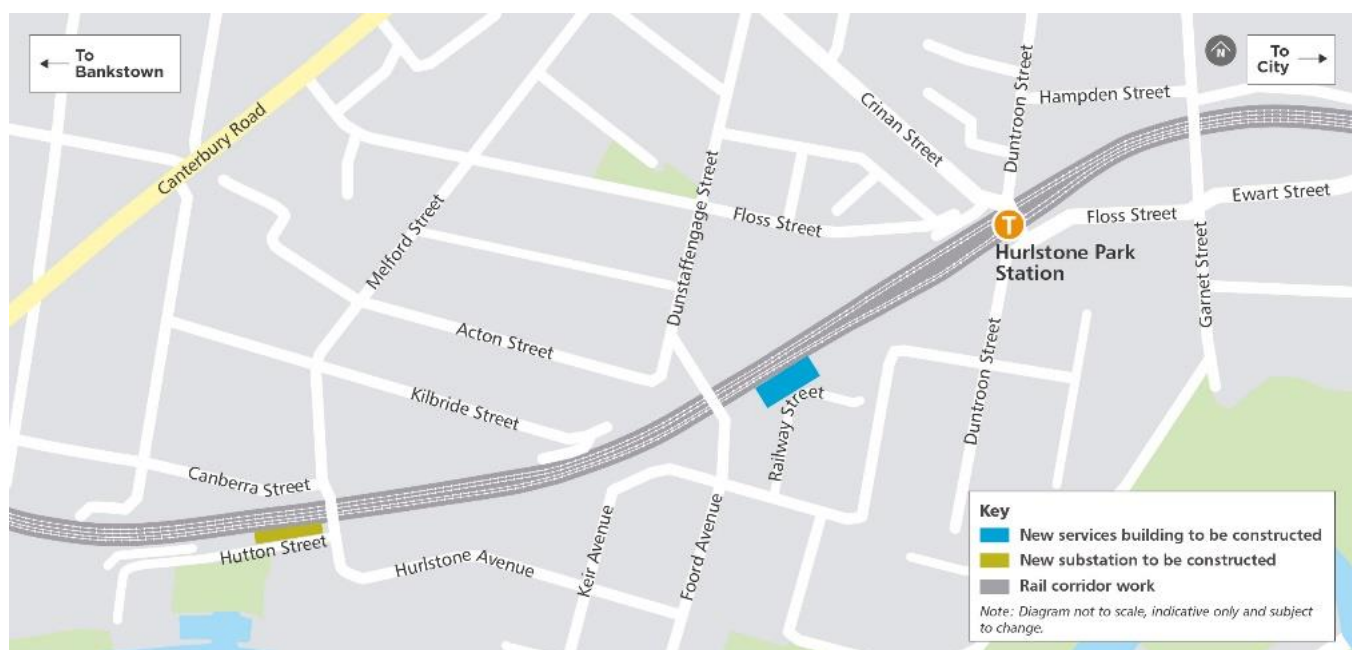 To
Bankstown
N
To
City
Canterbury Road
Crinan Street
Duntroon Street
Hampden Street
Melford Street
Dunstaffengage Street
Floss Street
T
Floss Street
Ewart Street
Hurlstone Park
Station
Garnet Street
Acton Street
Kilbride Street
Railway Street
Duntroon Street
Canberra Street
Hutton Street
Hurlstone Avenue
Keir Avenue
Foord Avenue
Key
New services building to be constructed
New substation to be constructed
Rail corridor work
Note: Diagram not to scale, indicative only and subject
to change.